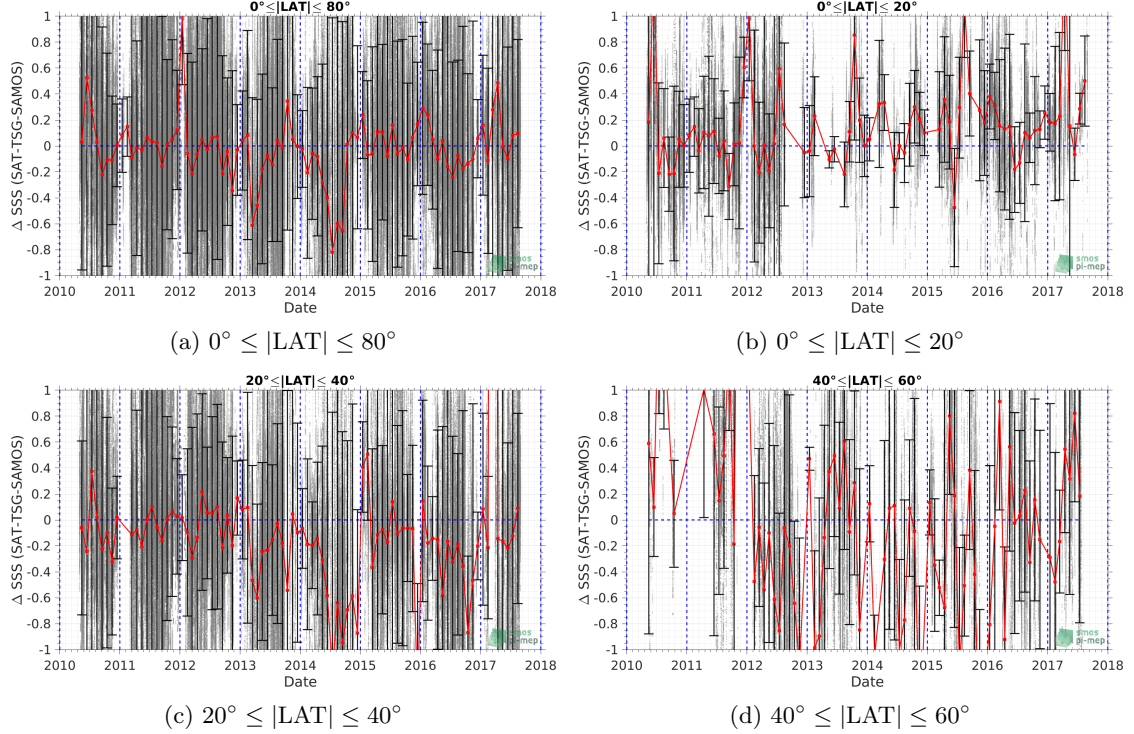 0°≤|LAT|≤ 80°
Δ SSS (SAT-TSG-SAMOS)
1
0.8
0.6
0.4
0.2
0
-0.2
-0.4
-0.6
-0.8
-1
2010 2011 2012 2013 2014 2015 2016 2017 2018
Date
smos
pi-mep
(a) 0° ≤ |LAT| ≤ 80°
0°≤|LAT|≤ 20°
Δ SSS (SAT-TSG-SAMOS)
1
0.8
0.6
0.4
0.2
0
-0.2
-0.4
-0.6
-0.8
-1
2010 2011 2012 2013 2014 2015 2016 2017 2018
Date
smos
pi-mep
(b) 0° ≤ |LAT| ≤ 20°
20°≤|LAT|≤ 40°
Δ SSS (SAT-TSG-SAMOS)
1
0.8
0.6
0.4
0.2
0
-0.2
-0.4
-0.6
-0.8
-1
2010 2011 2012 2013 2014 2015 2016 2017 2018
Date
smos
pi-mep
(c) 20° ≤ |LAT| ≤ 40°
40°≤|LAT|≤ 60°
Δ SSS (SAT-TSG-SAMOS)
1
0.8
0.6
0.4
0.2
0
-0.2
-0.4
-0.6
-0.8
-1
2010 2011 2012 2013 2014 2015 2016 2017 2018
Date
smos
pi-mep
(d) 40° ≤ |LAT| ≤ 60°